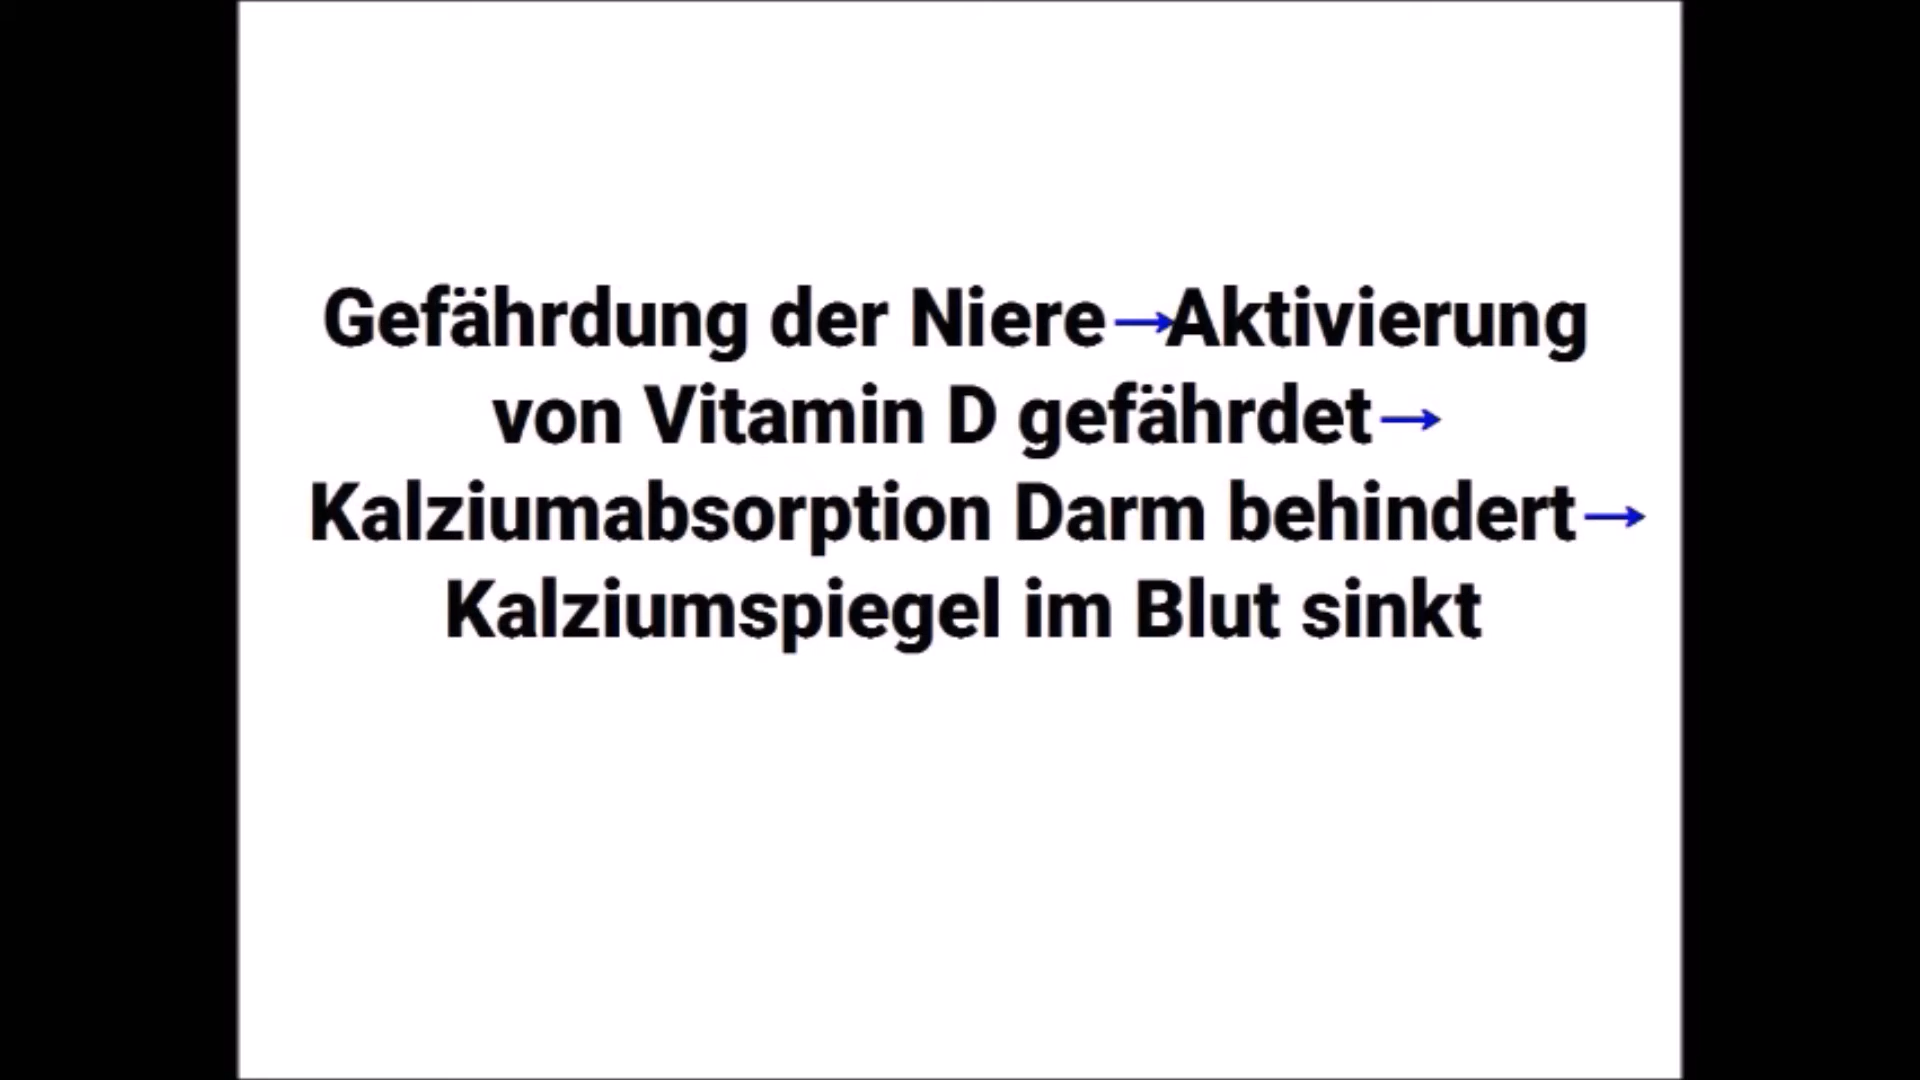 Gefährdung der Niere→Aktivierung
von Vitamin D gefährdet→
Kalziumabsorption Darm behindert→
Kalziumspiegel im Blut sinkt